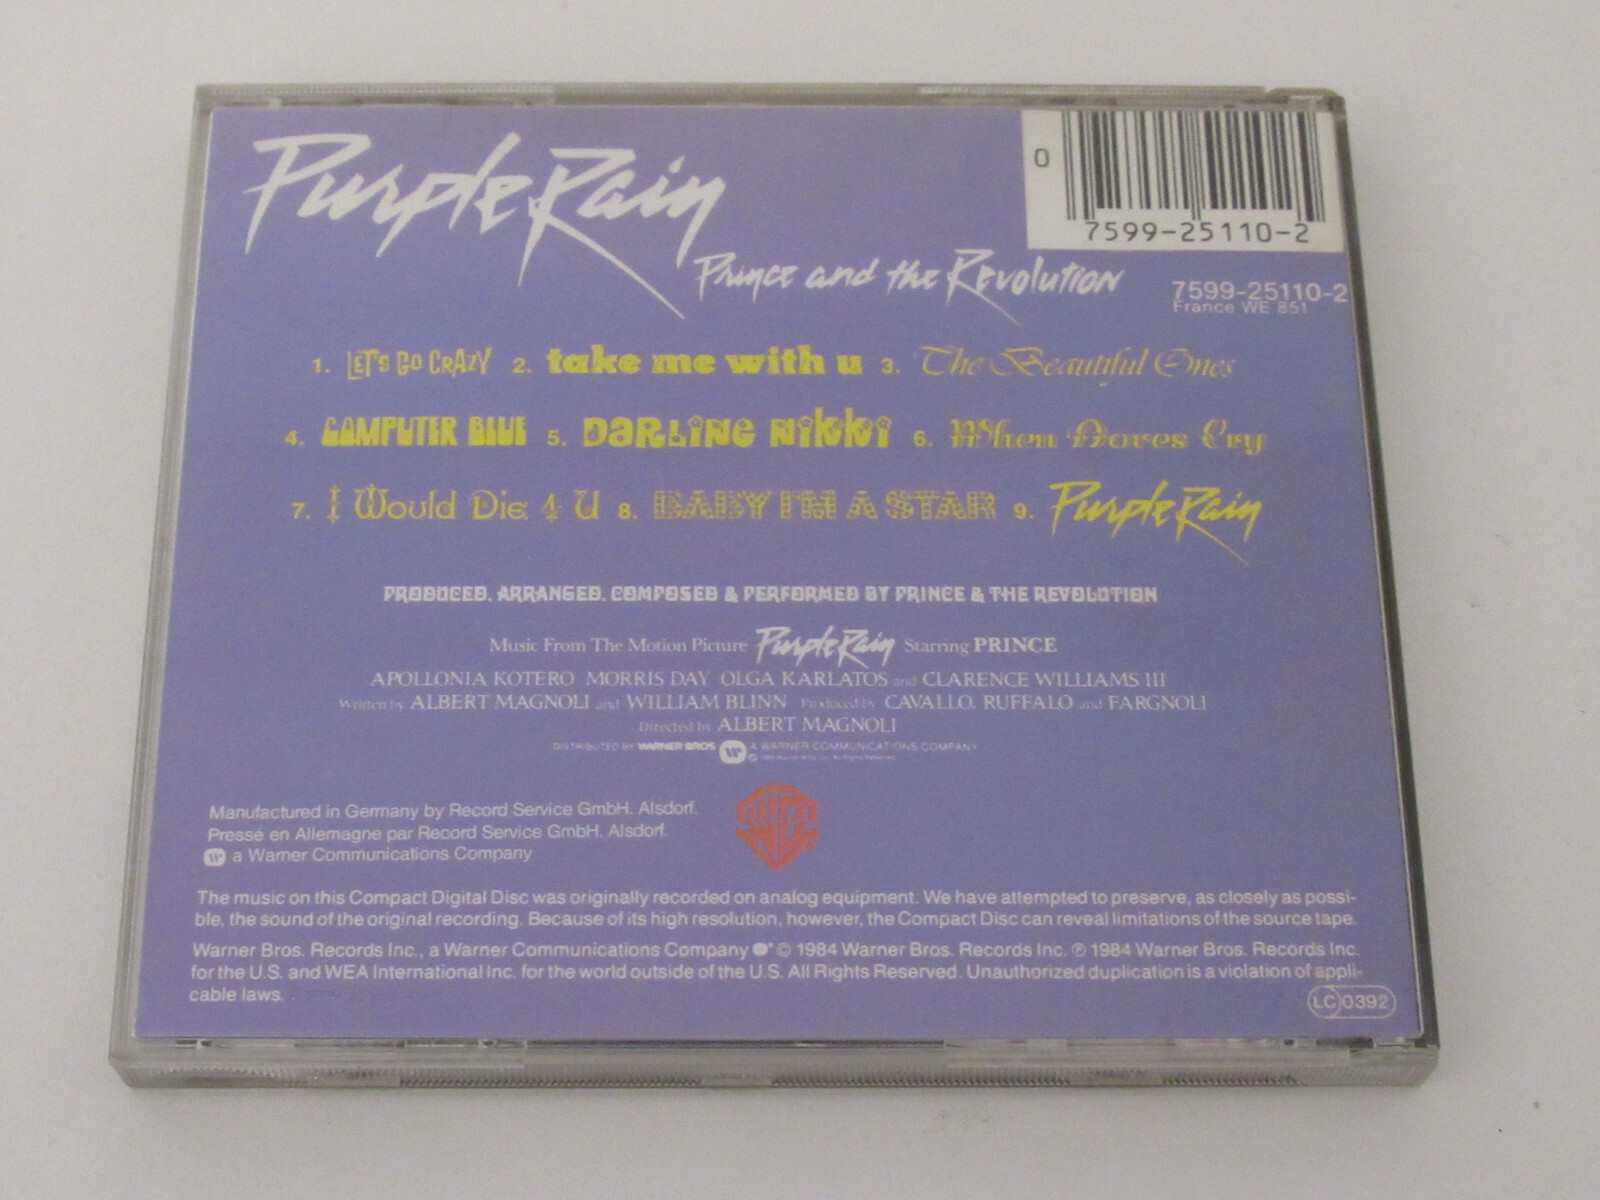 Purple Rain
Prince and the Revolution
0
7599-25110-2
7599-25110-2
France WE 851
1. LET'S GO CRAZY 2. take me with u 3. The Beautiful Ones
4. COMPUTER BLUE 5. DARLING NIKKI 6. When Doves Cry
7. I Would Die 4 U 8. BABY I'M A STAR 9. Purple Rain
PRODUCED, ARRANGED, COMPOSED & PERFORMED BY PRINCE & THE REVOLUTION
Music From The Motion Picture Purple Rain Starring PRINCE
APOLLONIA KOTERO MORRIS DAY OLGA KARLATOS and CLARENCE WILLIAMS III
Written by ALBERT MAGNOLI and WILLIAM BLINN Produced by CAVALLO, RUFFALO and FARGNOLI
Directed by ALBERT MAGNOLI
DISTRIBUTED BY WARNER BROS. A WARNER COMMUNICATIONS COMPANY
Manufactured in Germany by Record Service GmbH. Alsdorf.
Pressé en Allemagne par Record Service GmbH. Alsdorf.
a Warner Communications Company
WEA
The music on this Compact Digital Disc was originally recorded on analog equipment. We have attempted to preserve, as closely as possi-
ble, the sound of the original recording. Because of its high resolution, however, the Compact Disc can reveal limitations of the source tape.
Warner Bros. Records Inc., a Warner Communications Company © 1984 Warner Bros. Records Inc. ℗ 1984 Warner Bros. Records Inc.
for the U.S. and WEA International Inc. for the world outside of the U.S. All Rights Reserved. Unauthorized duplication is a violation of appli-
cable laws.
LC 0392